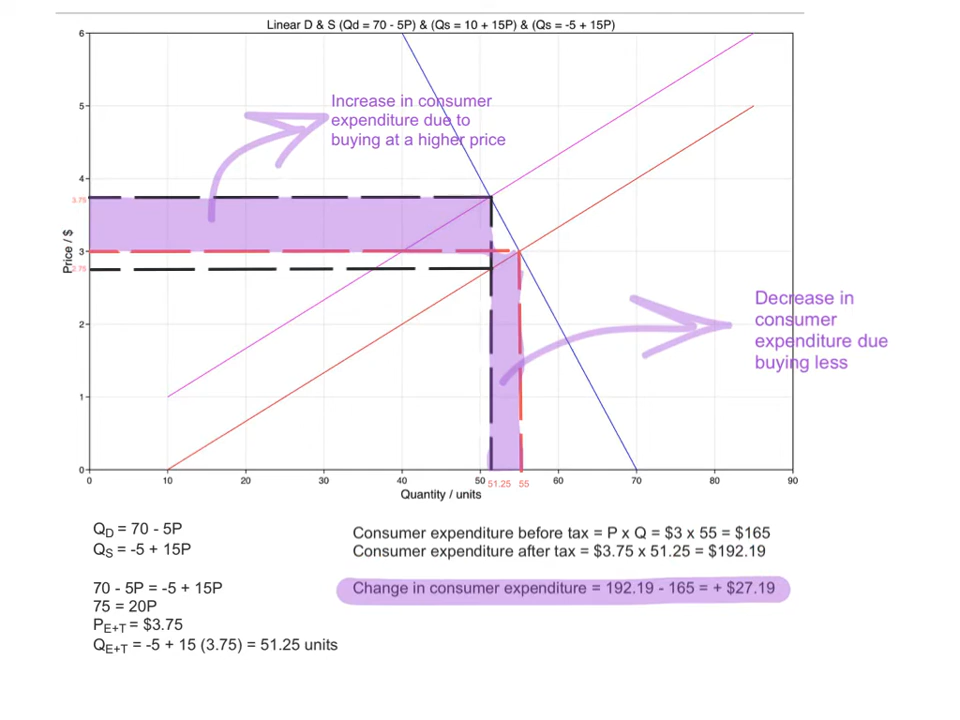 Linear D & S (Qd = 70 - 5P) & (Qs = 10 + 15P) & (Qs = -5 + 15P)
6
5
4
3.75
3
2.75
2
1
0
Price / $
Increase in consumer
expenditure due to
buying at a higher price
Decrease in
consumer
expenditure due
buying less
0
10
20
30
40
50
51.25
55
60
70
80
90
Quantity / units
QD = 70 - 5P
QS = -5 + 15P
70 - 5P = -5 + 15P
75 = 20P
PE+T = $3.75
QE+T = -5 + 15 (3.75) = 51.25 units
Consumer expenditure before tax = P x Q = $3 x 55 = $165
Consumer expenditure after tax = $3.75 x 51.25 = $192.19
Change in consumer expenditure = 192.19 - 165 = + $27.19